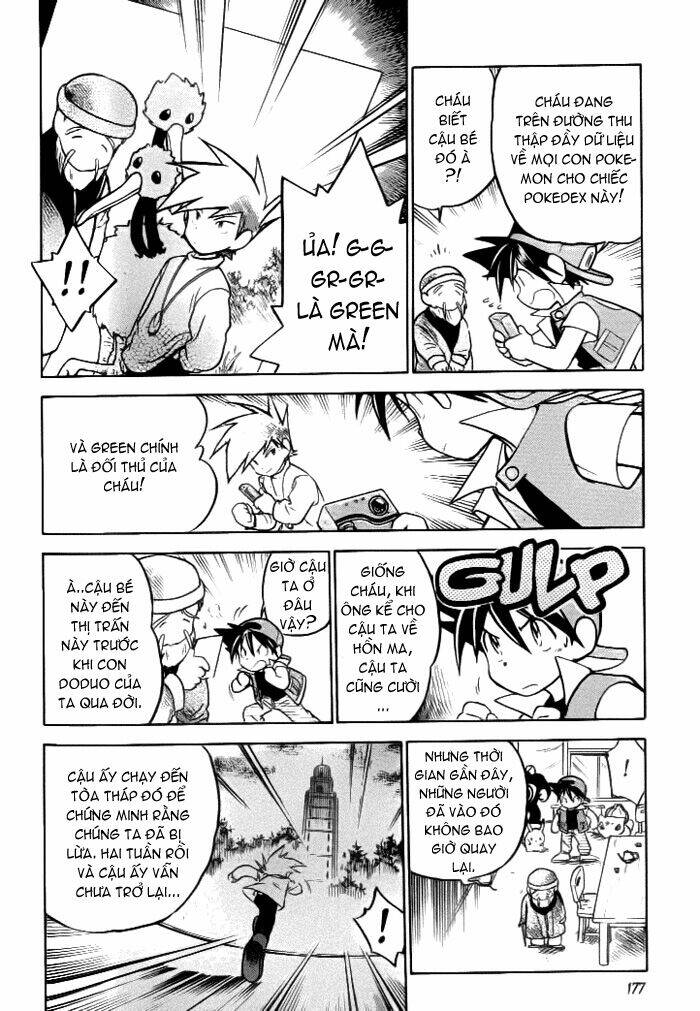 ỦA! G-G-
GR-GR-
LÀ GREEN
MÀ!
!!
CHÁU
BIẾT
CẬU BÉ
ĐÓ À
?!
CHÁU ĐANG
TRÊN ĐƯỜNG THU
THẬP ĐẦY DỮ LIỆU
VỀ MỌI CON POKE-
MON CHO CHIẾC
POKEDEX NÀY!
VÀ GREEN CHÍNH
LÀ ĐỐI THỦ CỦA
CHÁU!
À..CẬU BÉ
NÀY ĐẾN
THỊ TRẤN
NÀY TRƯỚC
KHI CON
DODUO CỦA
TA QUA ĐỜI.
GIỜ CẬU
TA Ở
ĐÂU
VẬY?
GIỐNG
CHÁU, KHI
ÔNG KỂ CHO
CẬU TA VỀ
HỒN MA,
CẬU TA
CŨNG CƯỜI
...
GULP
CẬU ẤY CHẠY ĐẾN
TÒA THÁP ĐÓ ĐỂ
CHỨNG MINH RẰNG
CHÚNG TA ĐÃ BỊ
LỪA. HAI TUẦN RỒI
VÀ CẬU ẤY VẪN
CHƯA TRỞ LẠI...
!
NHƯNG THỜI
GIAN GẦN ĐÂY,
NHỮNG NGƯỜI
ĐÃ VÀO ĐÓ
KHÔNG BAO
GIỜ QUAY
LẠI.
177